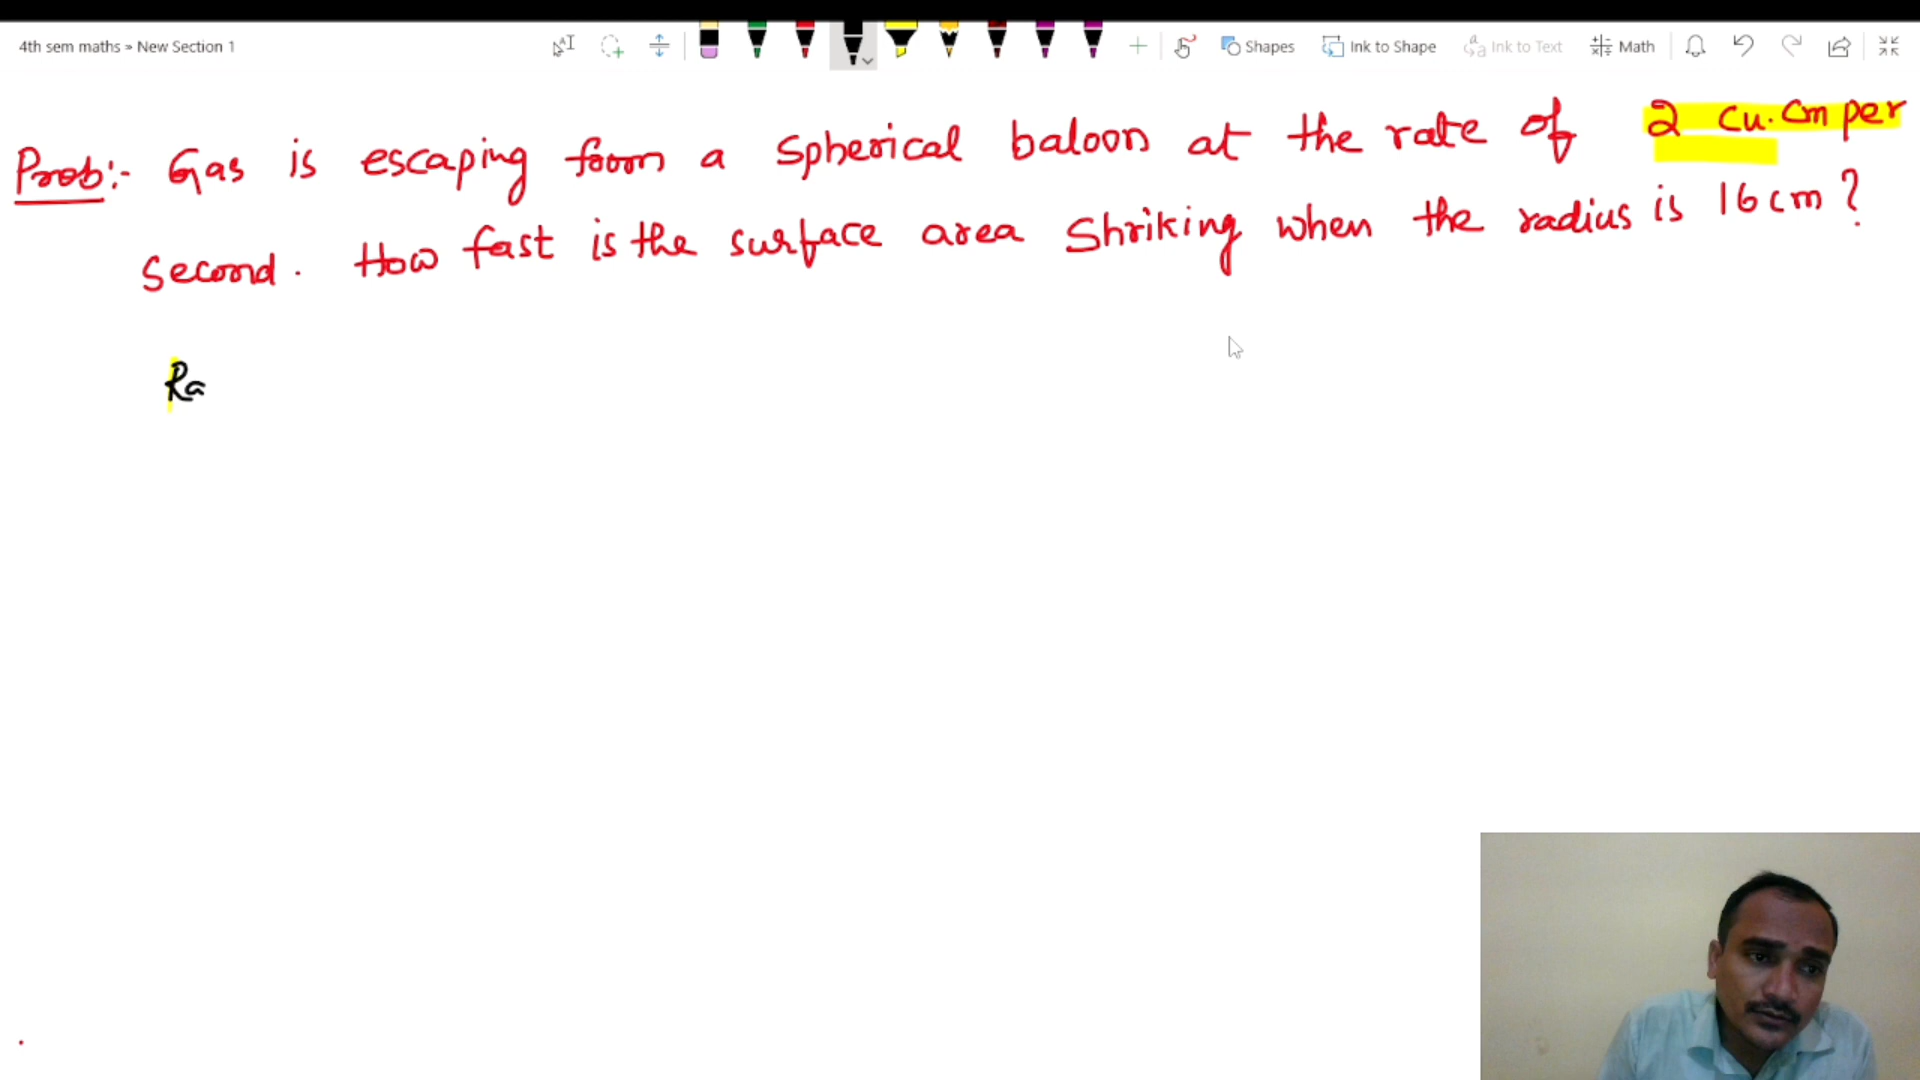 4th sem maths » New Section 1
Shapes
Ink to Shape
Ink to Text
Math
Prob:- Gas is escaping from a Spherical baloon at the rate of 2 cu.cm per
Second. How fast is the surface area Shriking when the radius is 16cm?
Ra